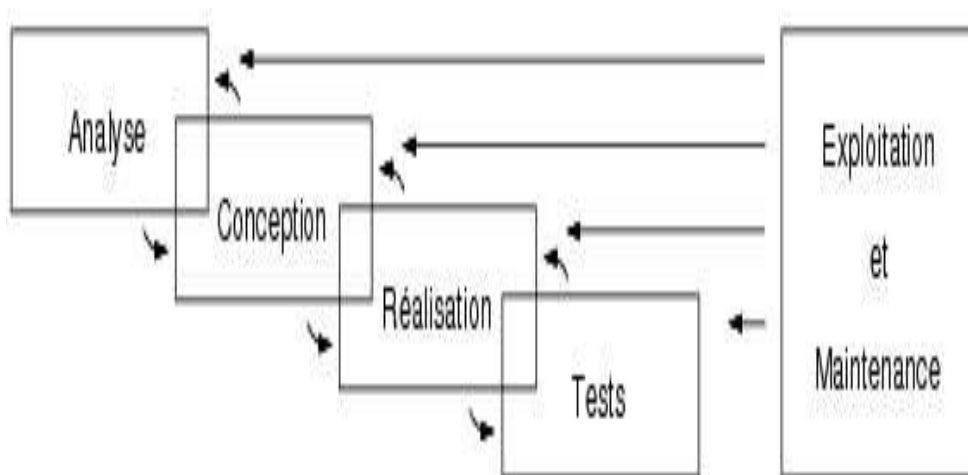 Analyse
Conception
Réalisation
Tests
Exploitation
et
Maintenance